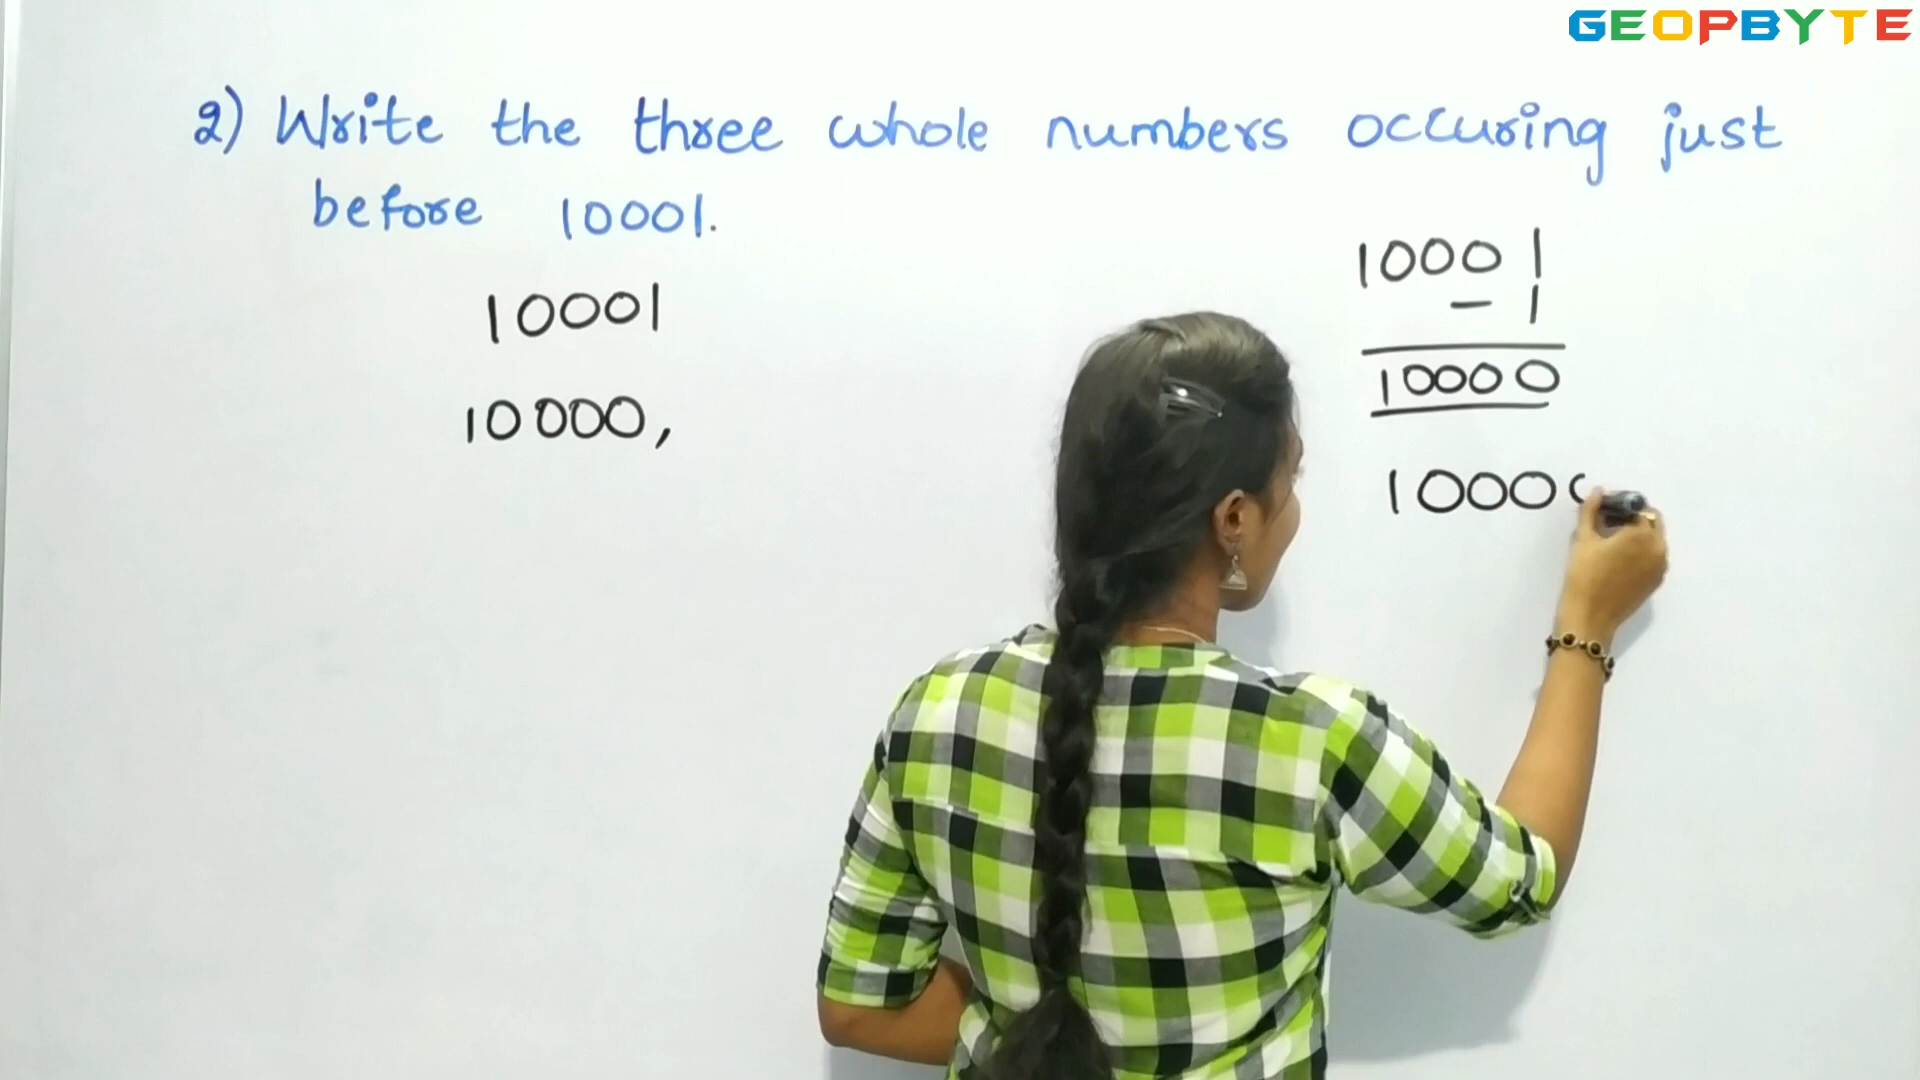 GEOPBYTE
2) Write the three whole numbers occuring just
before 10001.
10001
10000,
10001
- 1
10000
1000